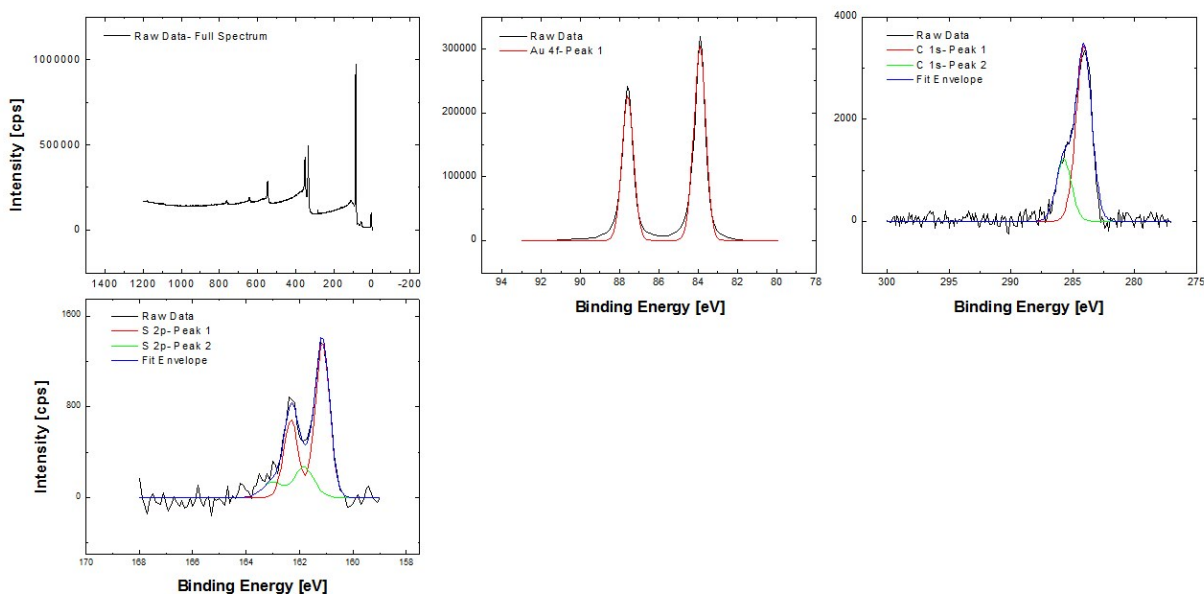 Raw Data- Full Spectrum
1000000
500000
0
Intensity [cps]
1400 1200 1000 800 600 400 200 0 -200
Raw Data
Au 4f- Peak 1
300000
200000
100000
0
94 92 90 88 86 84 82 80 78
Binding Energy [eV]
Raw Data
C 1s- Peak 1
C 1s- Peak 2
Fit Envelope
4000
2000
0
300 295 290 285 280 275
Binding Energy [eV]
Raw Data
S 2p- Peak 1
S 2p- Peak 2
Fit Envelope
1600
800
0
Intensity [cps]
170 168 166 164 162 160 158
Binding Energy [eV]